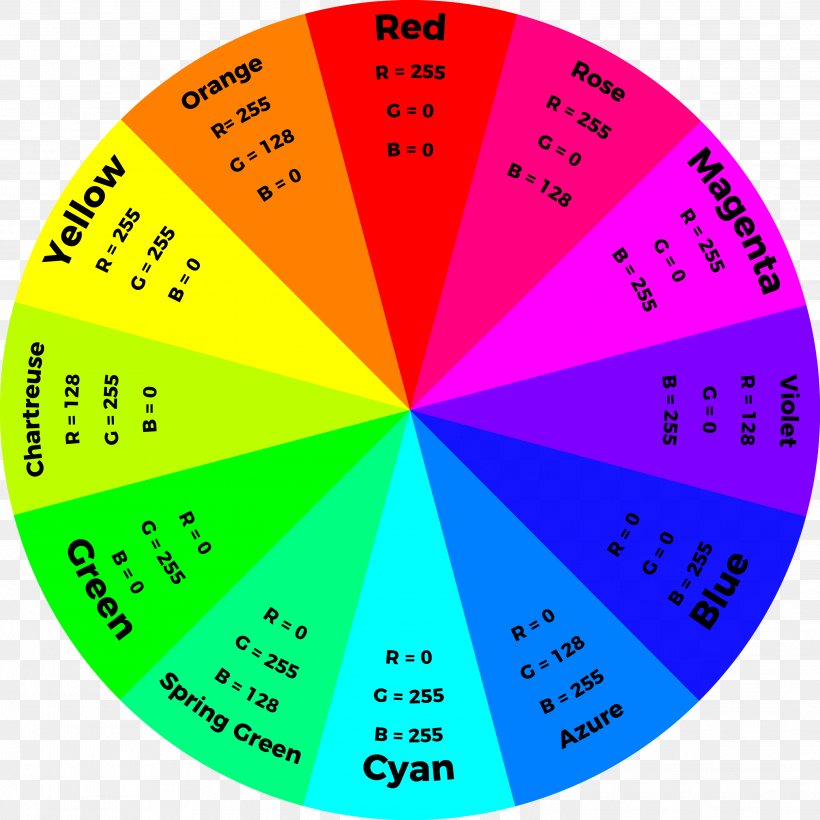 Red
R = 255
G = 0
B = 0
Rose
R = 255
G = 0
B = 128
Magenta
R = 255
G = 0
B = 255
Violet
R = 128
G = 0
B = 255
R = 0
G = 0
B = 255
Blue
R = 0
G = 128
B = 255
Azure
R = 0
G = 255
B = 255
Cyan
R = 0
G = 255
B = 128
Spring Green
R = 0
G = 255
B = 0
Green
Chartreuse
R = 128
G = 255
B = 0
Yellow
R = 255
G = 255
B = 0
Orange
R= 255
G = 128
B = 0